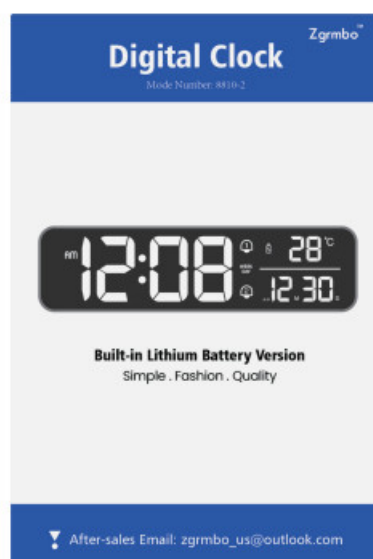 Zgrmbo™
Digital Clock
Mode Number: 8810-2
AM 12:08
28°C
12 30
Built-in Lithium Battery Version
Simple . Fashion . Quality
After-sales Email: zgrmbo_us@outlook.com